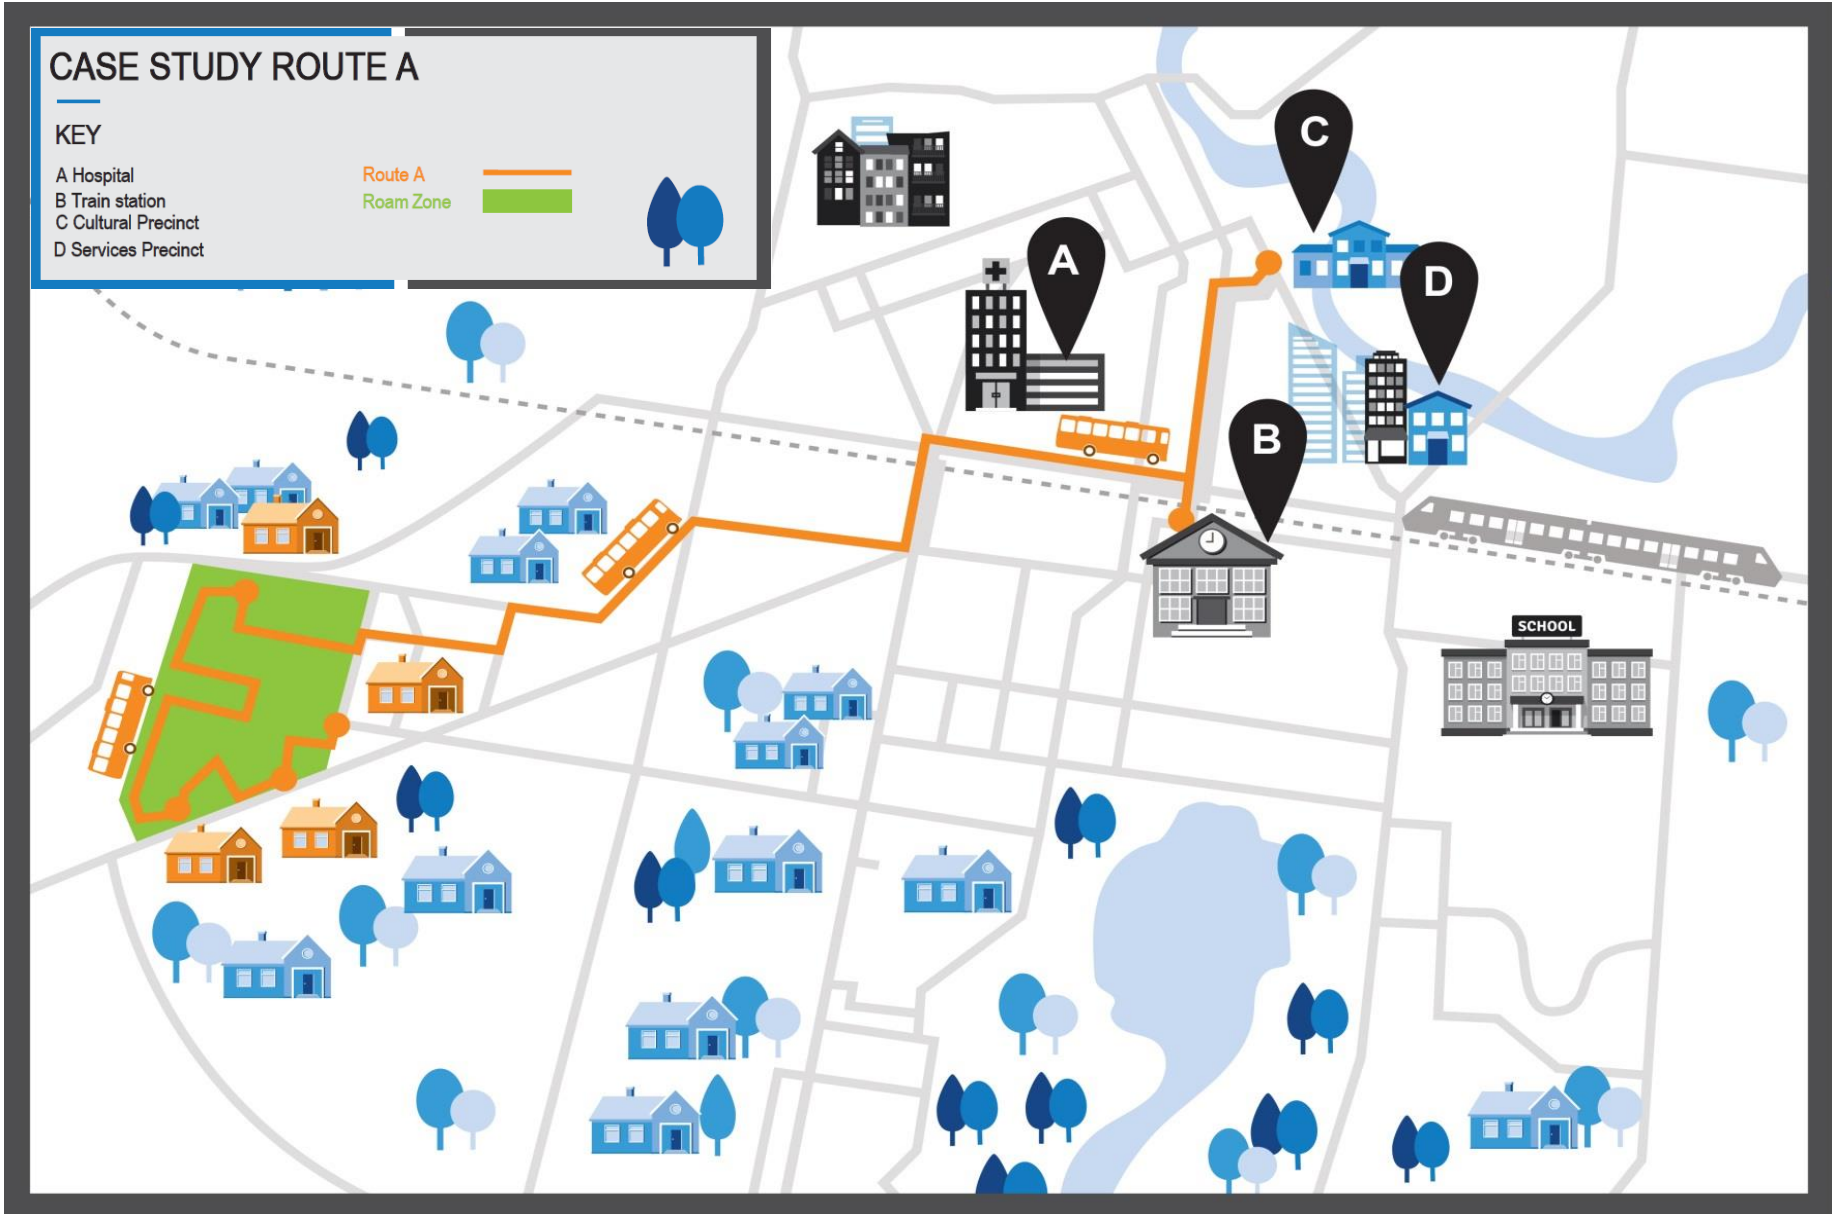 CASE STUDY ROUTE A
KEY
A Hospital
B Train station
C Cultural Precinct
D Services Precinct
Route A
Roam Zone
C
A
D
B
SCHOOL